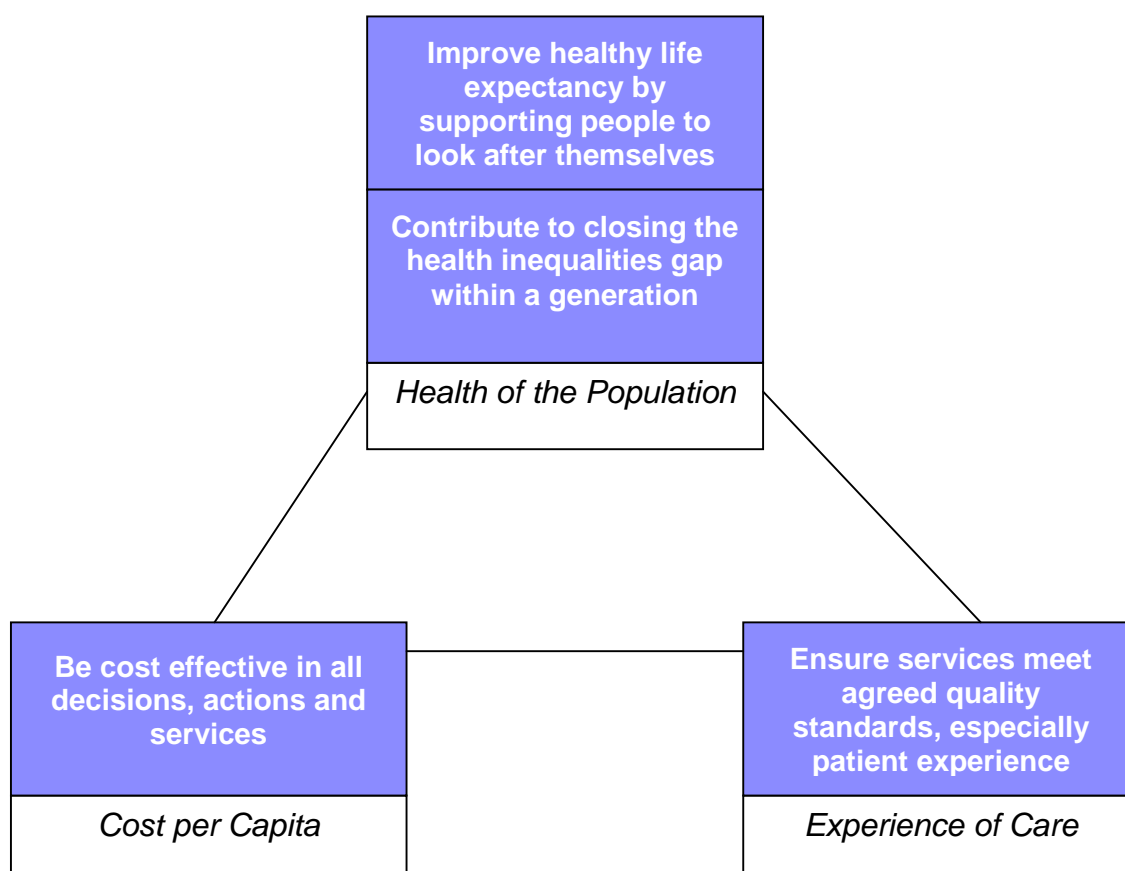 Improve healthy life
expectancy by
supporting people to
look after themselves
Contribute to closing the
health inequalities gap
within a generation
Health of the Population
Be cost effective in all
decisions, actions and
services
Cost per Capita
Ensure services meet
agreed quality
standards, especially
patient experience
Experience of Care